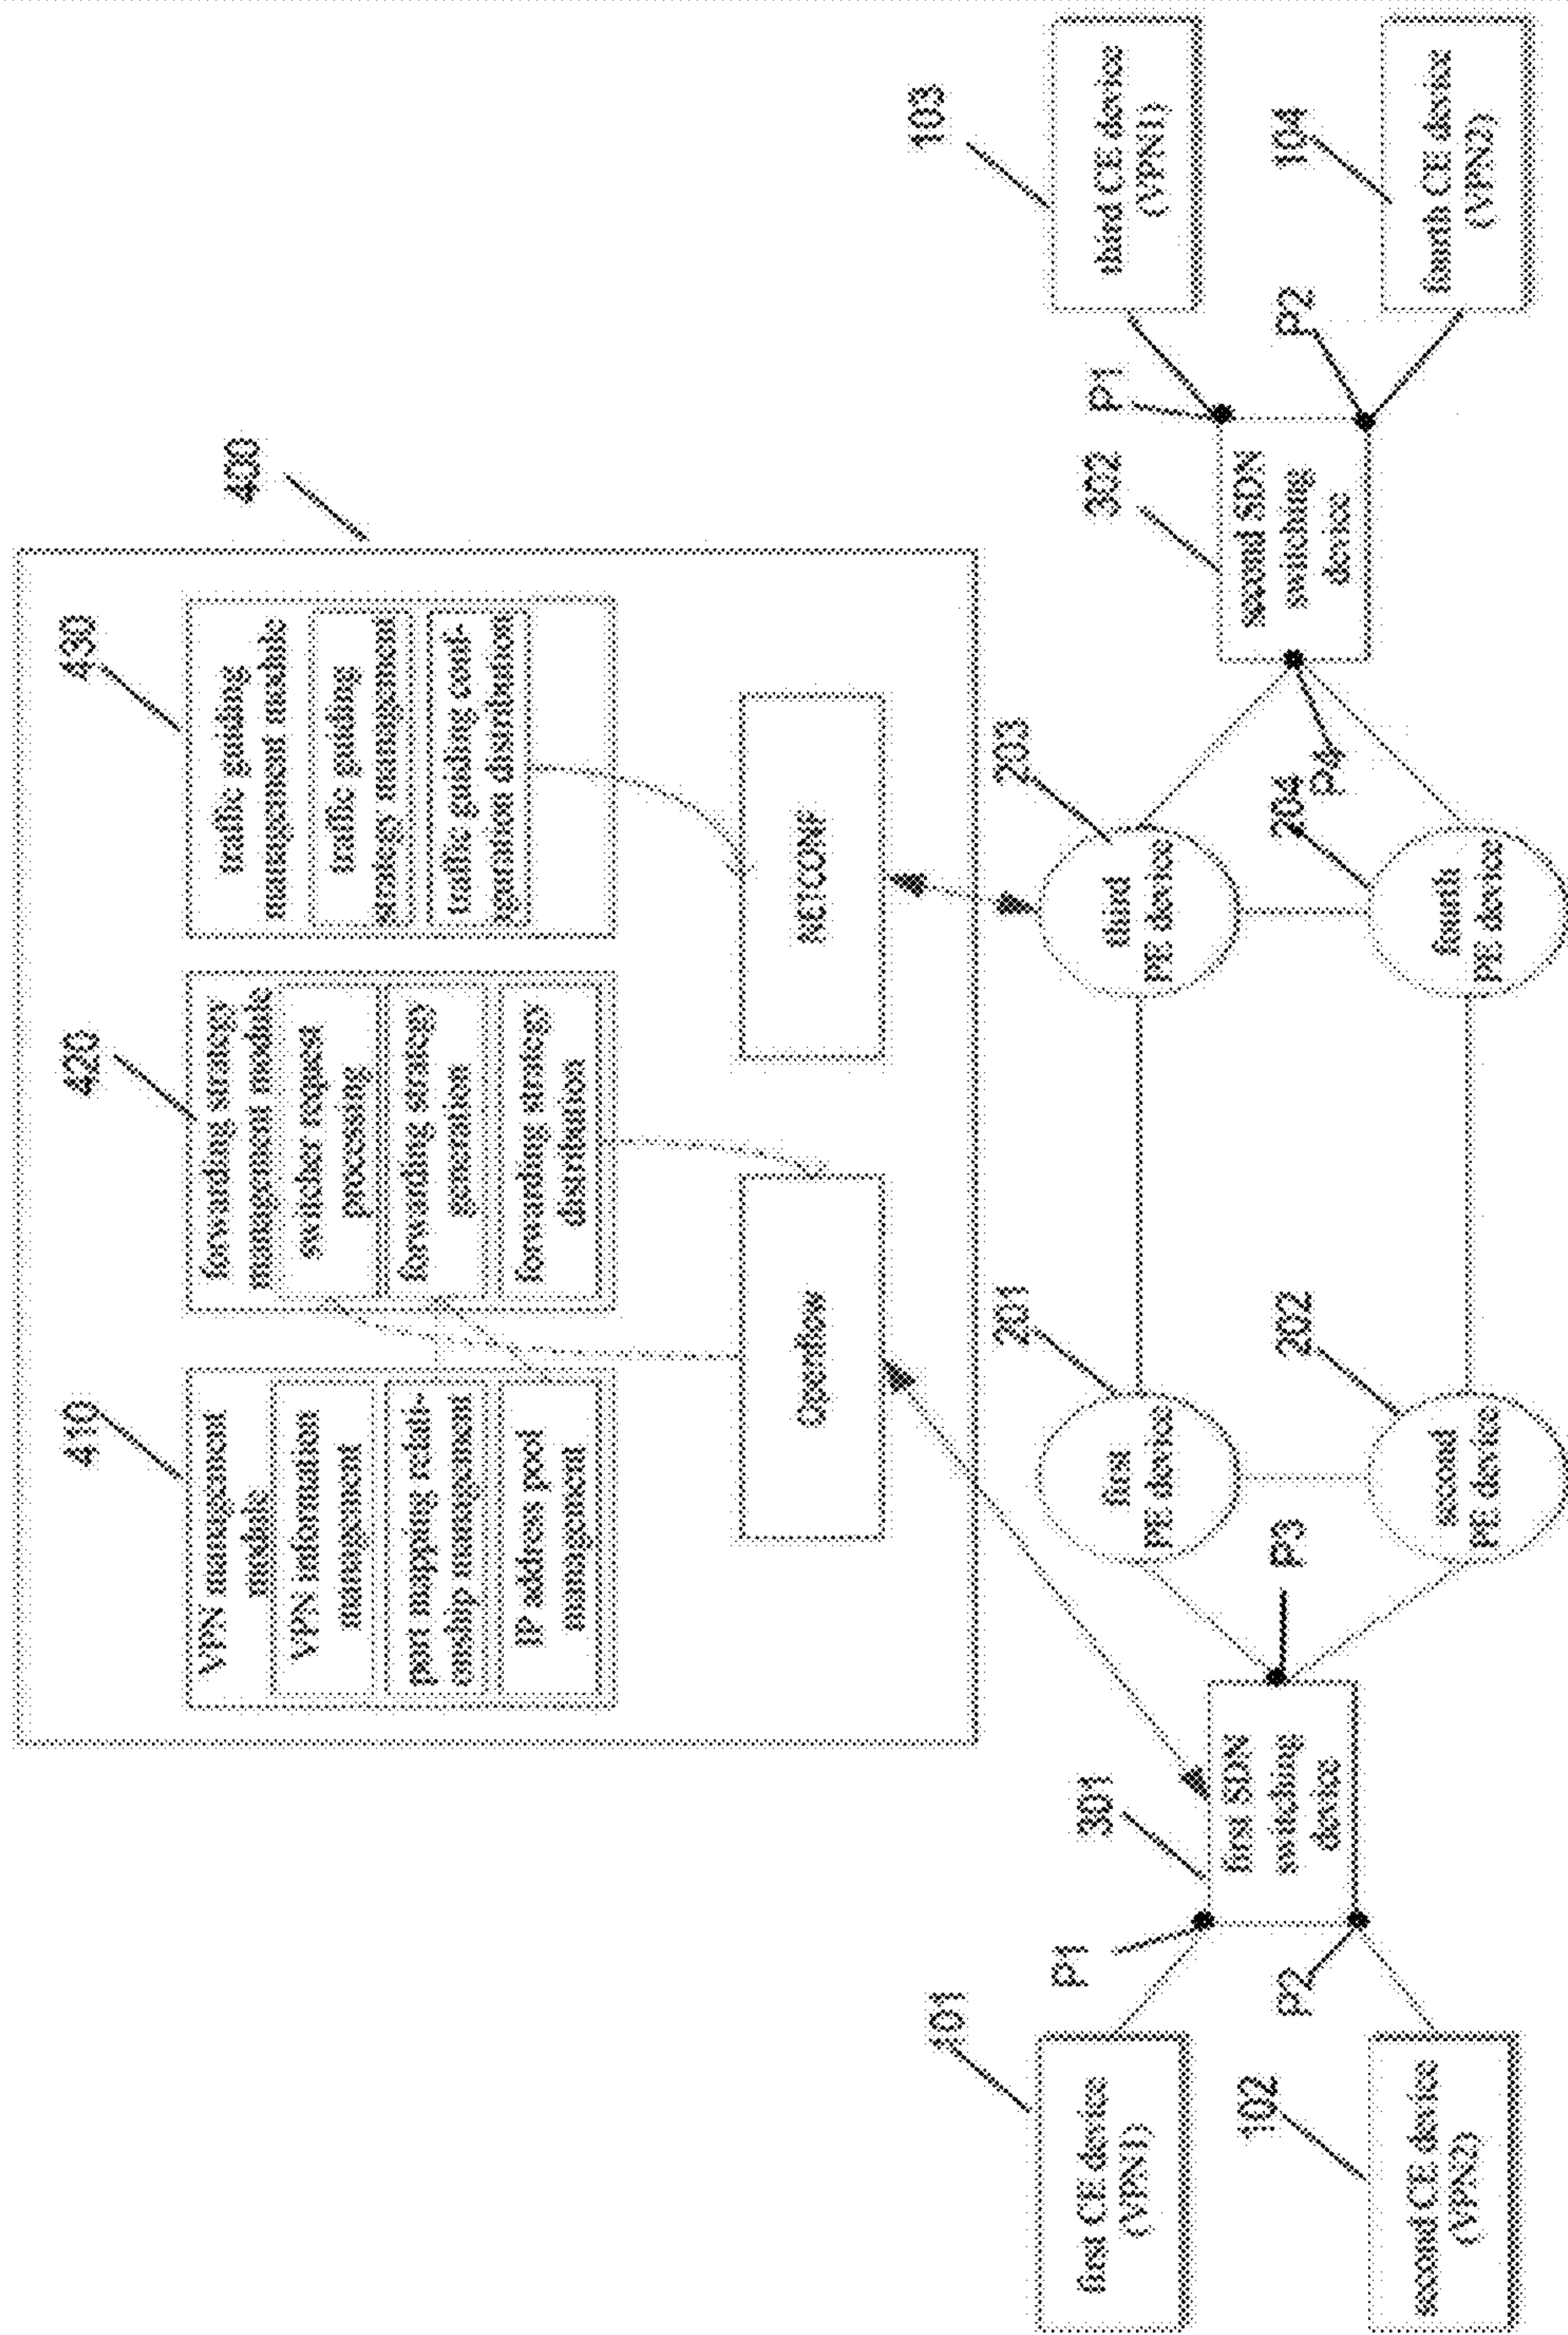 400
410
VPN management
module
VPN information
management
port mapping relati-
onship management
IP address pool
management
420
forwarding strategy
management module
switcher request
processing
forwarding strategy
generation
forwarding strategy
distribution
430
traffic guiding
management module
traffic guiding
strategy management
traffic guiding conf-
iguration distribution
Openflow
NETCONF
101
first CE device
(VPN1)
102
second CE device
(VPN2)
P1
P2
301
first SDN
switching
device
P3
201
first
PE device
202
second
PE device
203
third
PE device
204
fourth
PE device
P4
302
second SDN
switching
device
P1
P2
103
third CE device
(VPN1)
104
fourth CE device
(VPN2)